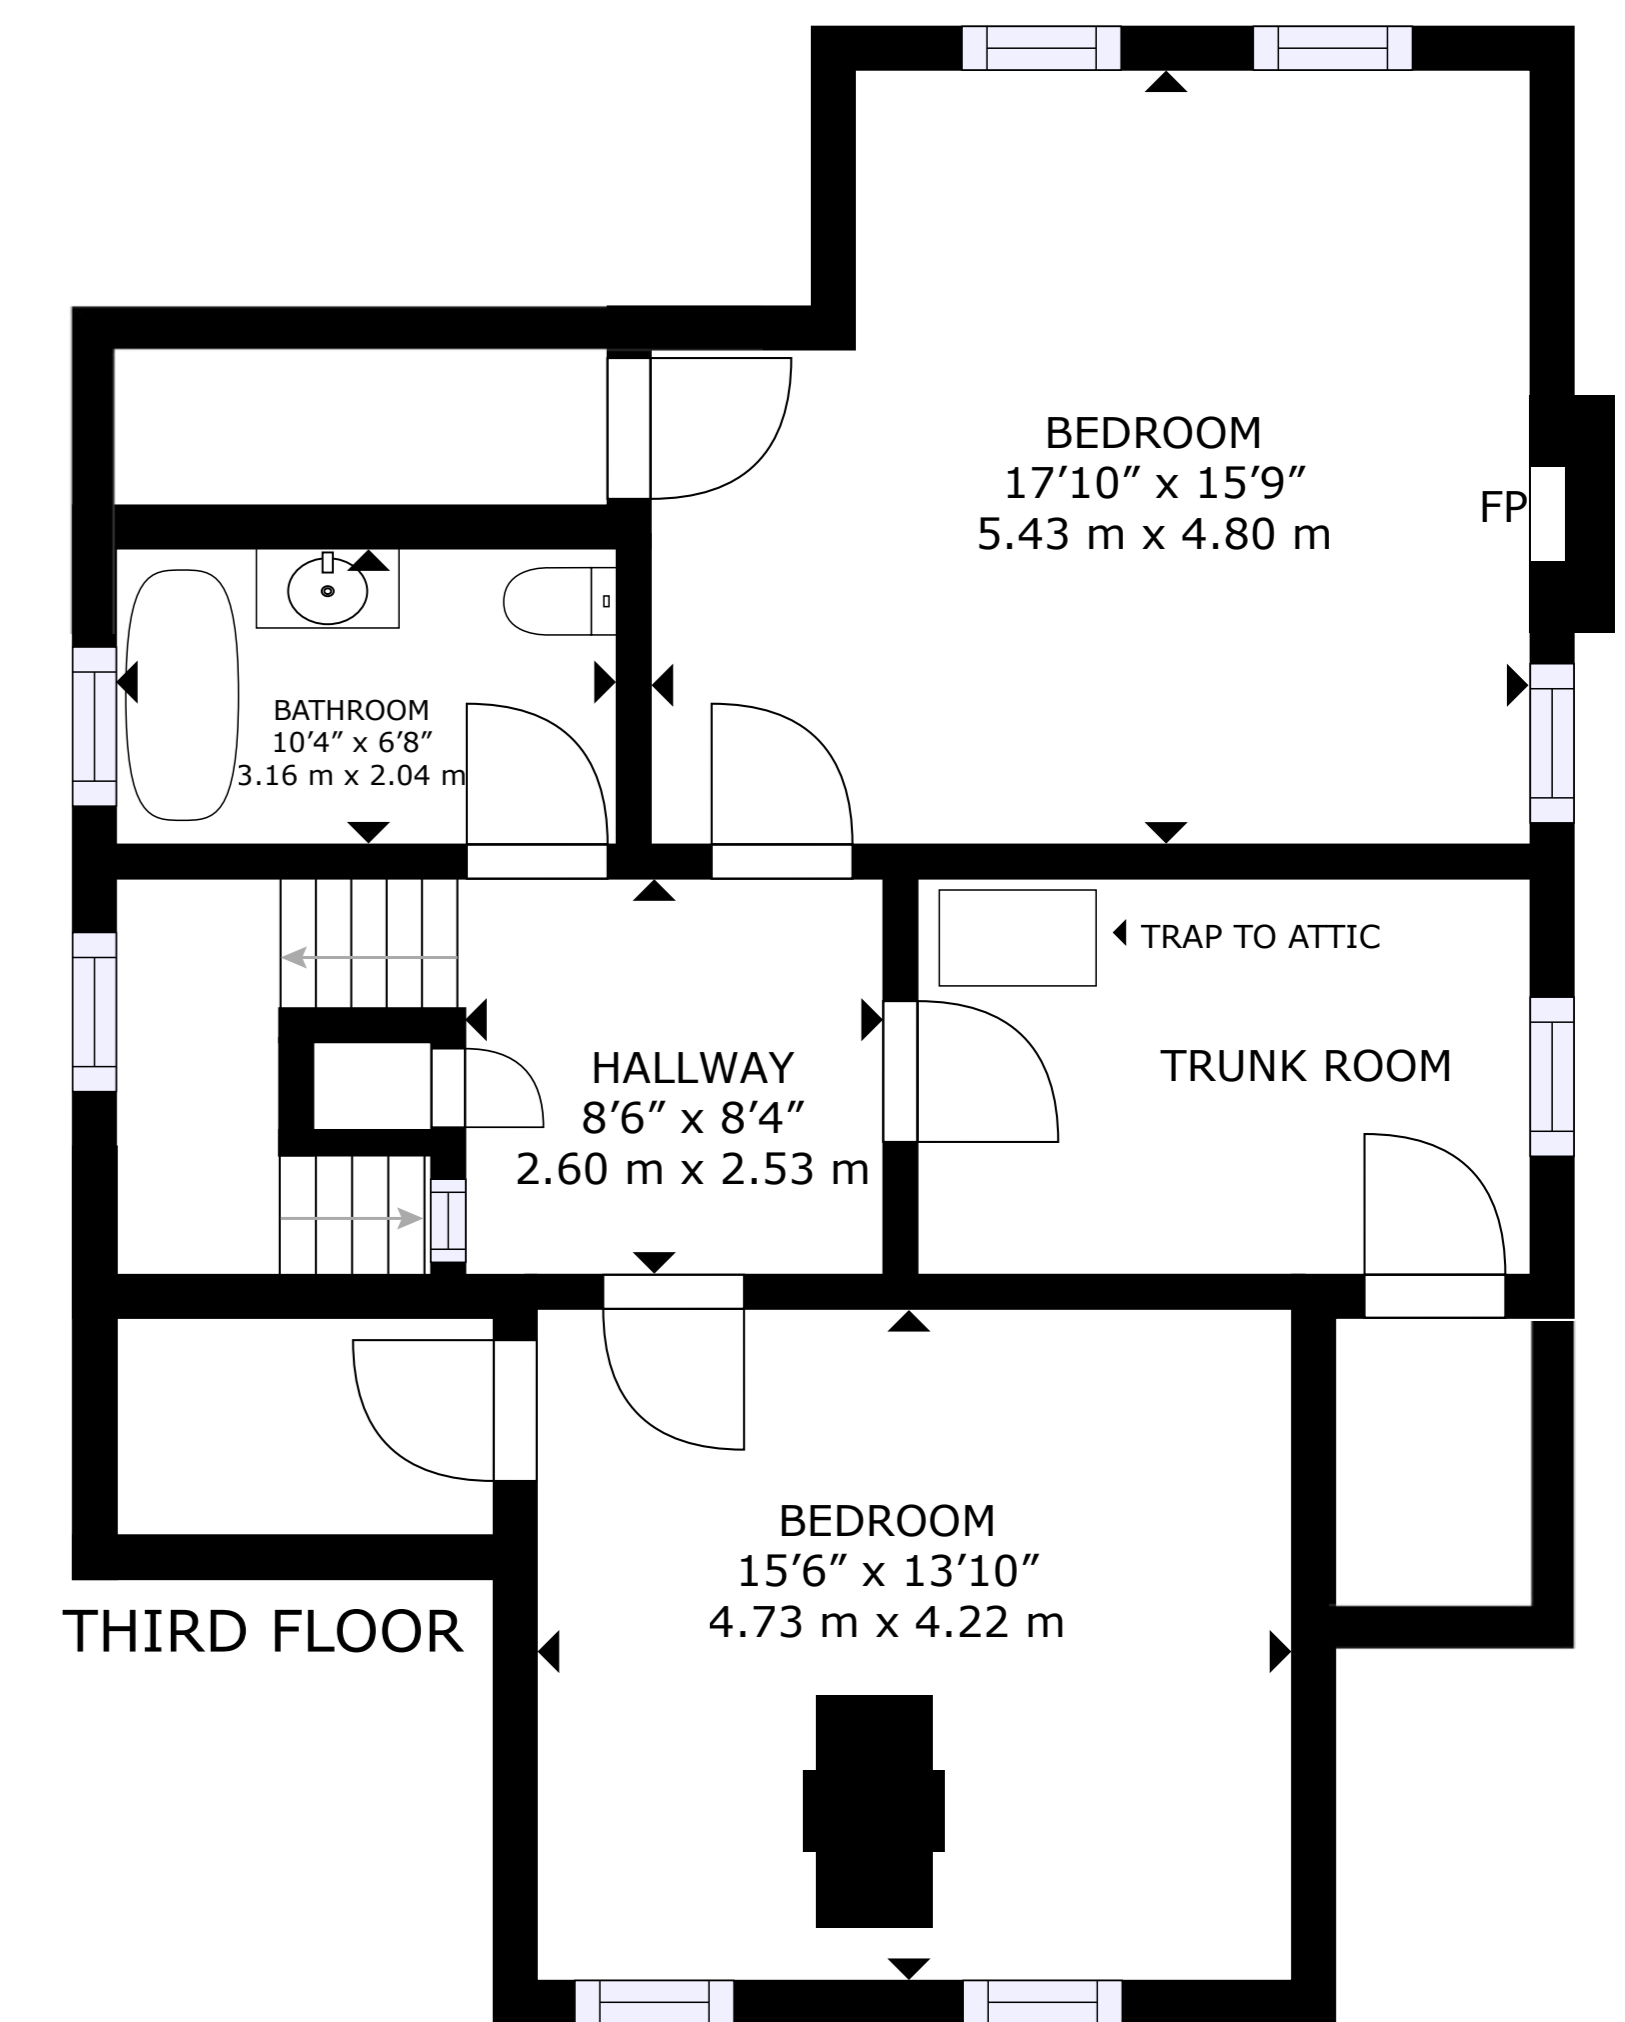 BEDROOM
17’10” x 15’9”
5.43 m x 4.80 m
FP
BATHROOM
10’4” x 6’8”
3.16 m x 2.04 m
TRAP TO ATTIC
HALLWAY
8’6” x 8’4”
2.60 m x 2.53 m
TRUNK ROOM
BEDROOM
15’6” x 13’10”
4.73 m x 4.22 m
THIRD FLOOR